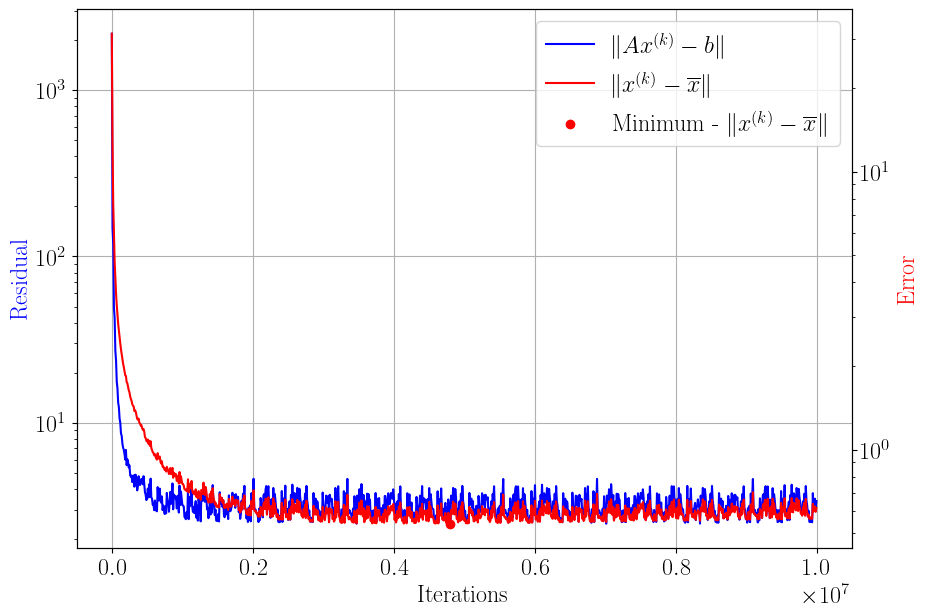 ‖Ax⁽ᵏ⁾ − b‖
‖x⁽ᵏ⁾ − x̅‖
Minimum - ‖x⁽ᵏ⁾ − x̅‖
10³
10²
10¹
Residual
10¹
10⁰
Error
0.0 0.2 0.4 0.6 0.8 1.0
Iterations
×10⁷